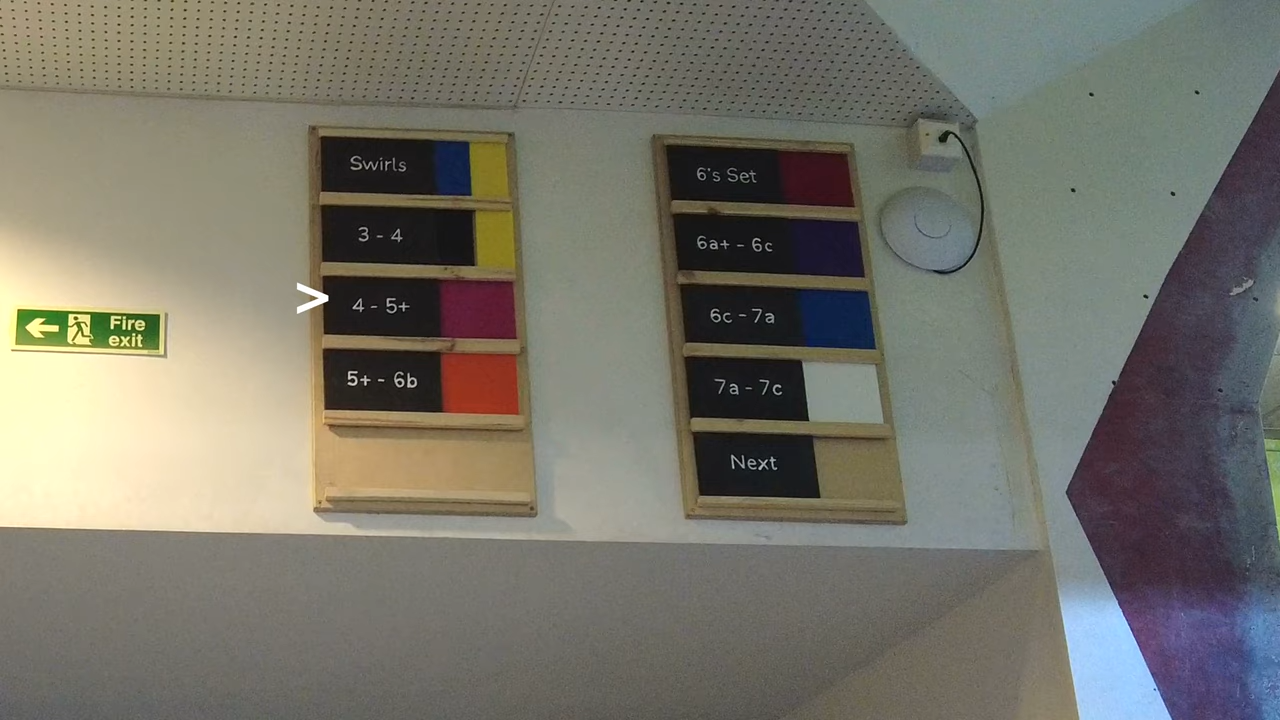 Swirls
3 - 4
> 4 - 5+
5+ - 6b
6's Set
6a+ - 6c
6c - 7a
7a - 7c
Next
Fire
exit